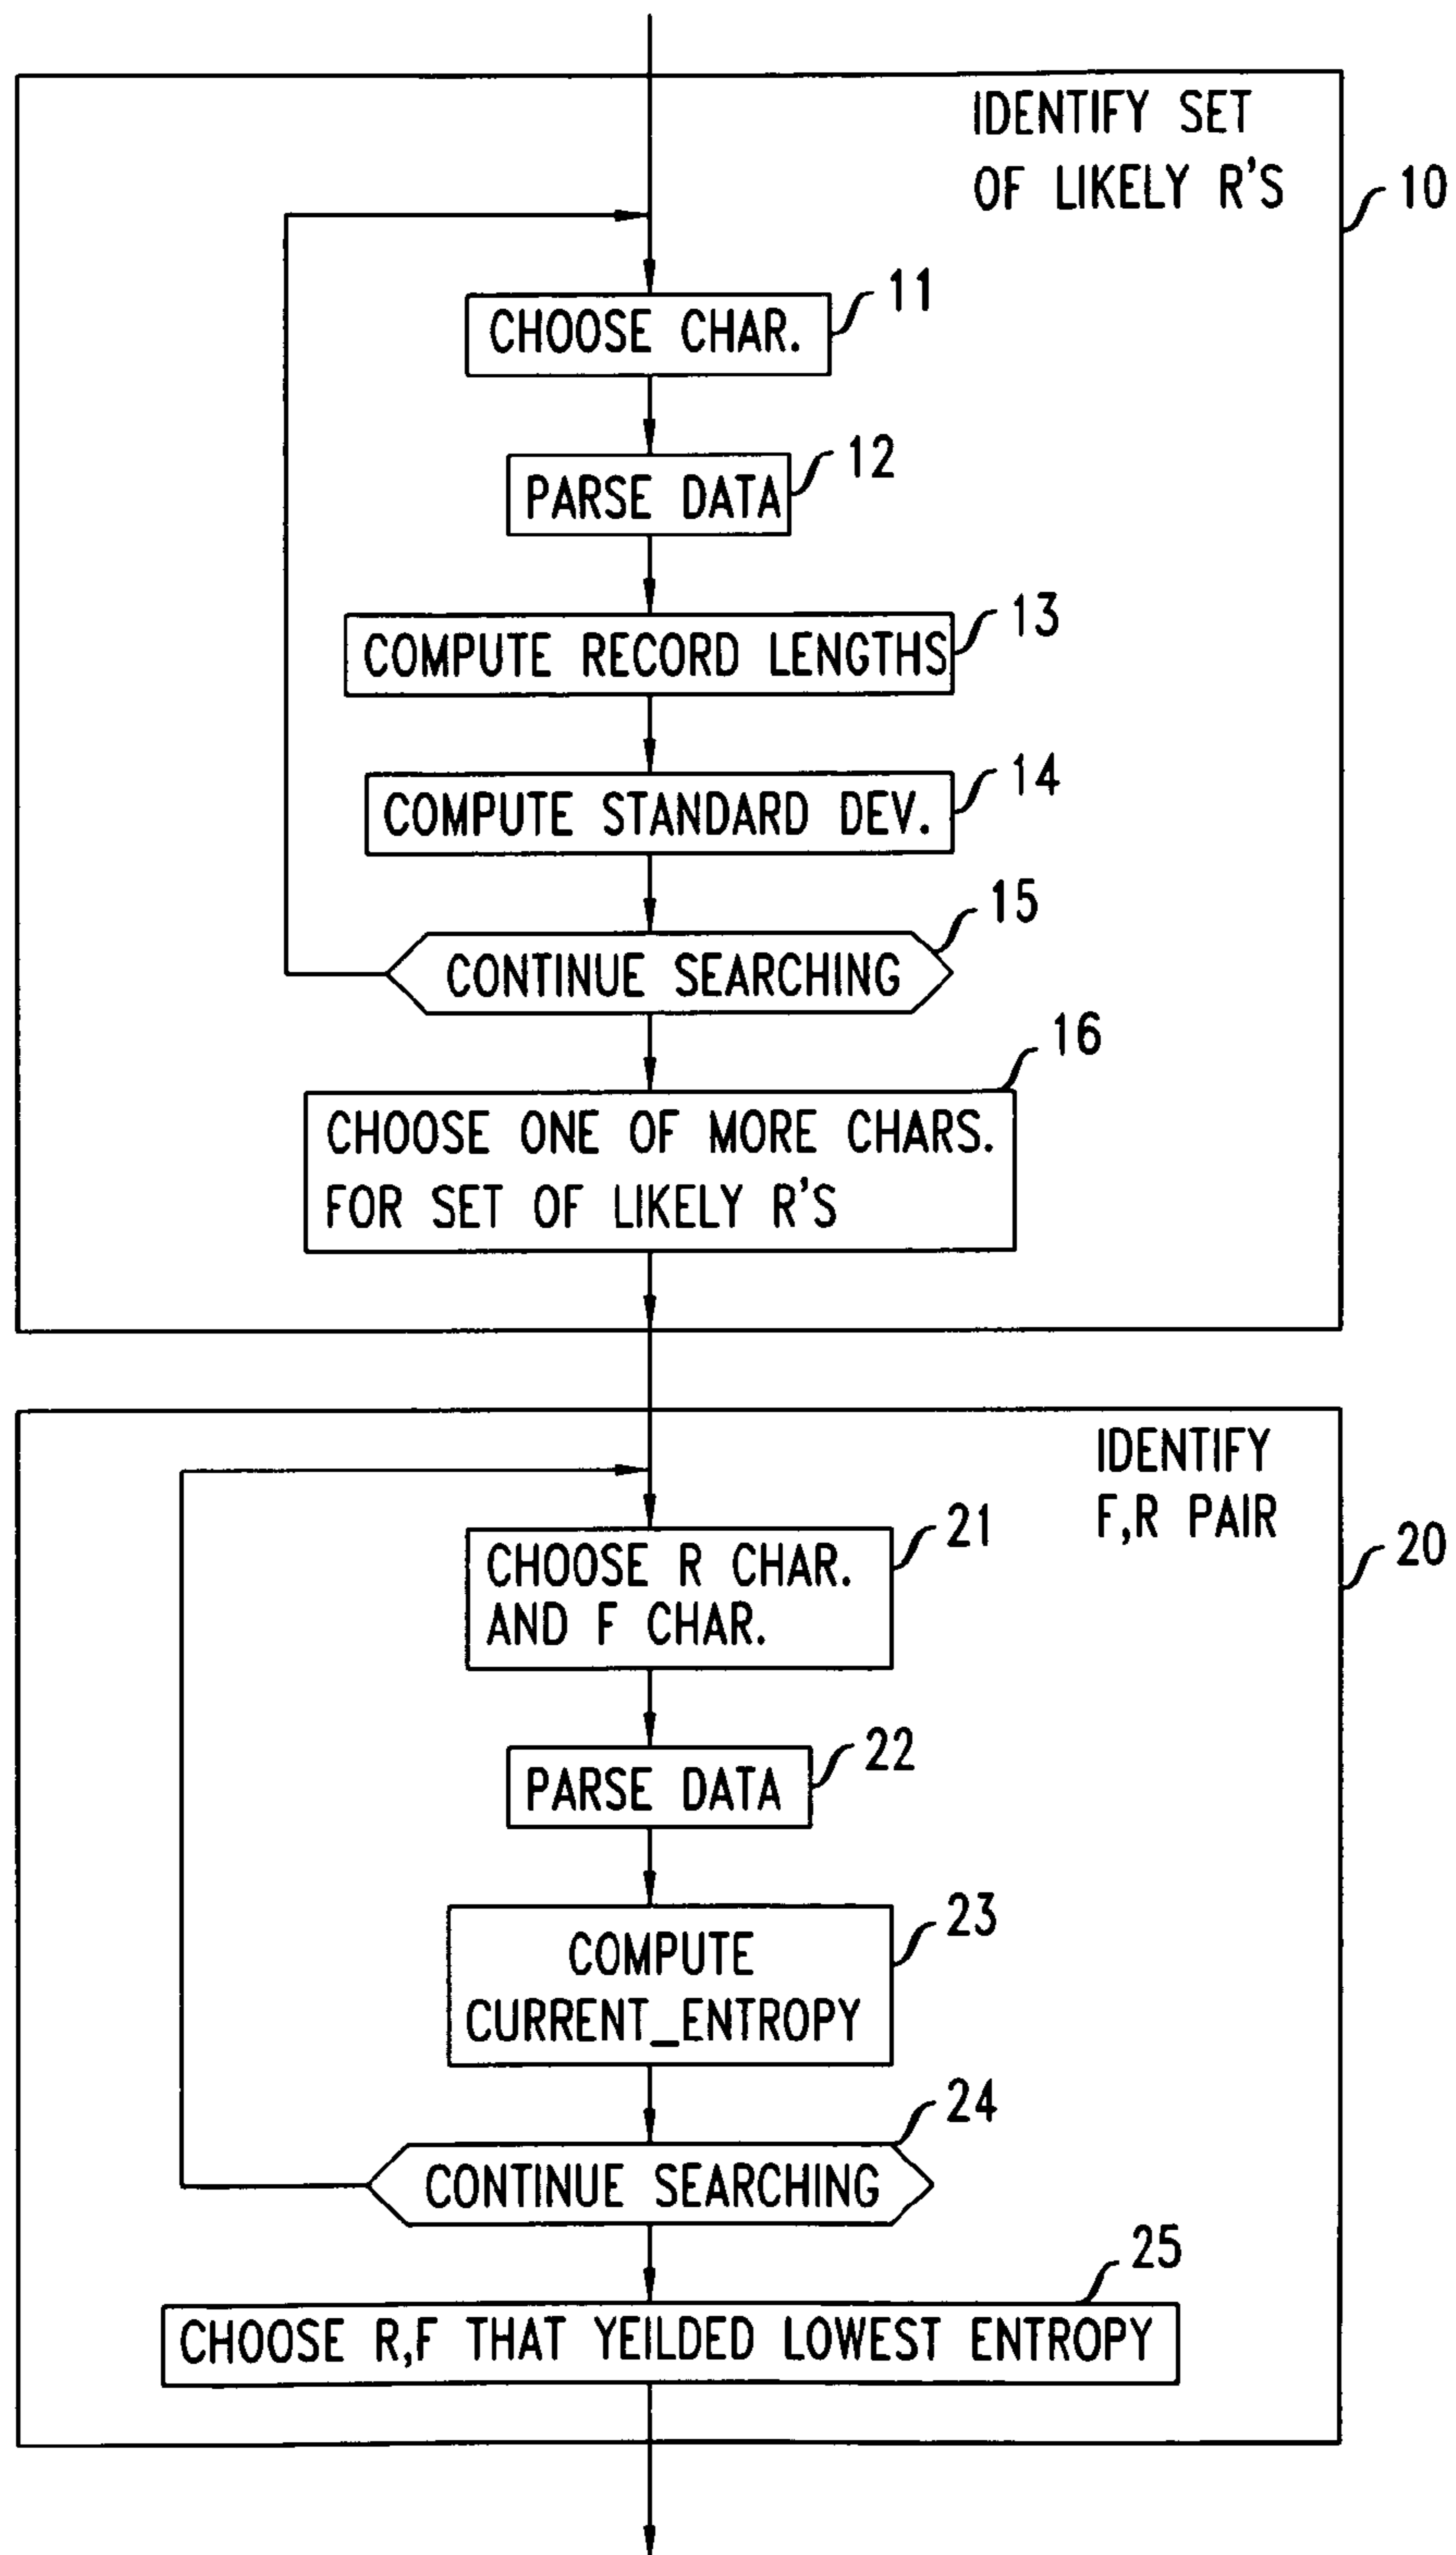 IDENTIFY SET
OF LIKELY R'S
10
11
CHOOSE CHAR.
12
PARSE DATA
13
COMPUTE RECORD LENGTHS
14
COMPUTE STANDARD DEV.
15
CONTINUE SEARCHING
16
CHOOSE ONE OF MORE CHARS.
FOR SET OF LIKELY R'S
IDENTIFY
F,R PAIR
20
21
CHOOSE R CHAR.
AND F CHAR.
22
PARSE DATA
23
COMPUTE
CURRENT_ENTROPY
24
CONTINUE SEARCHING
25
CHOOSE R,F THAT YEILDED LOWEST ENTROPY